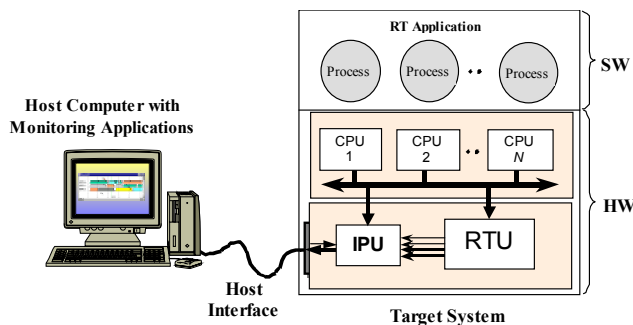 RT Application
Process
Process
Process
SW
Host Computer with
Monitoring Applications
CPU
1
CPU
2
CPU
N
HW
IPU
RTU
Host
Interface
Target System